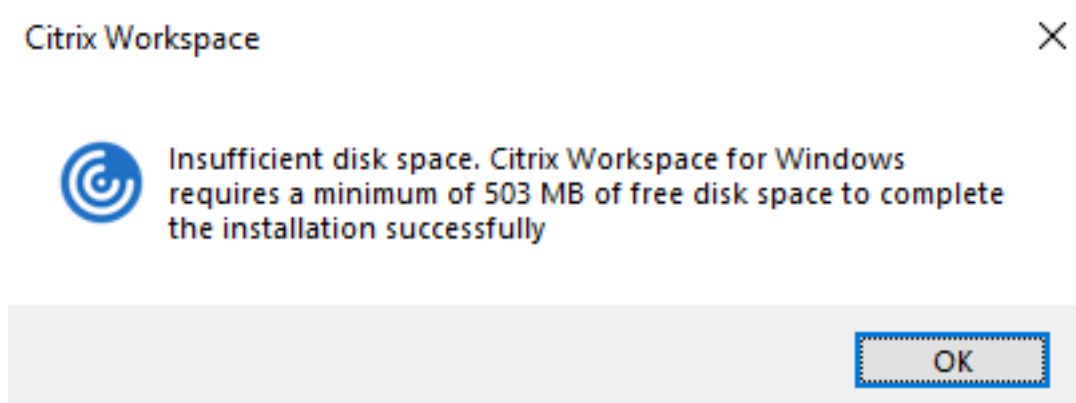 Citrix Workspace
Insufficient disk space. Citrix Workspace for Windows
requires a minimum of 503 MB of free disk space to complete
the installation successfully
OK